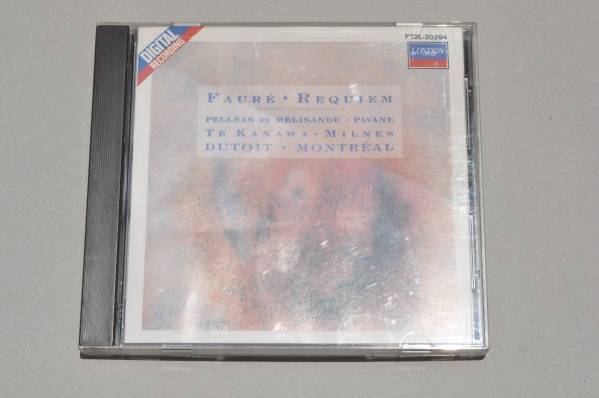 DIGITAL
RECORDING
F32L-20294
LONDON
FAURÉ · REQUIEM
PELLÉAS ET MÉLISANDE · PAVANE
TE KANAWA · MILNES
DUTOIT · MONTRÉAL